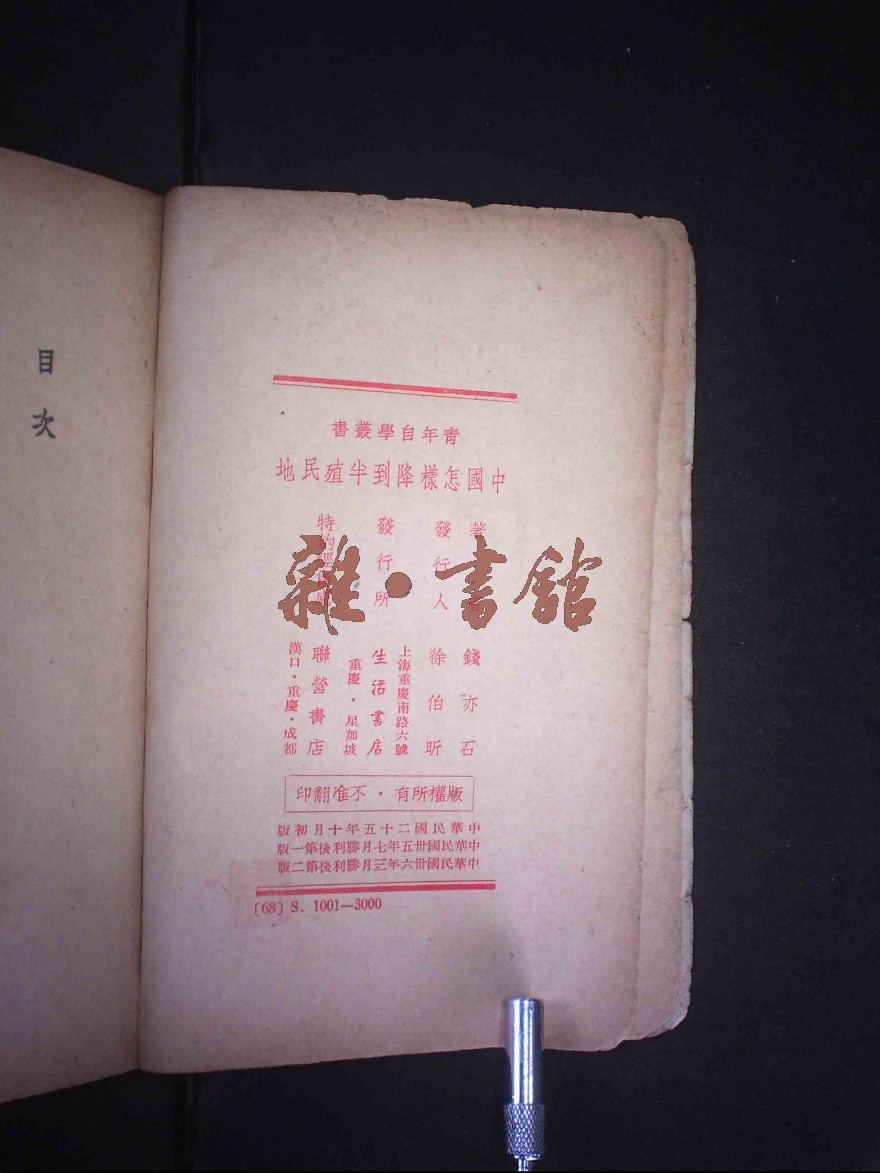 目次
青年自學叢書
中國怎樣降到半殖民地
著
錢亦石
發行人
徐伯昕
發行所
上海重慶南路六號
生活書店
重慶・星加坡
特約
聯營書店
漢口・重慶・成都
版權所有・不准翻印
中華民國二十五年十月初版
中華民國卅五年七月勝利後第一版
中華民國卅六年三月勝利後第二版
(68) S. 1001—3000
雜・書館